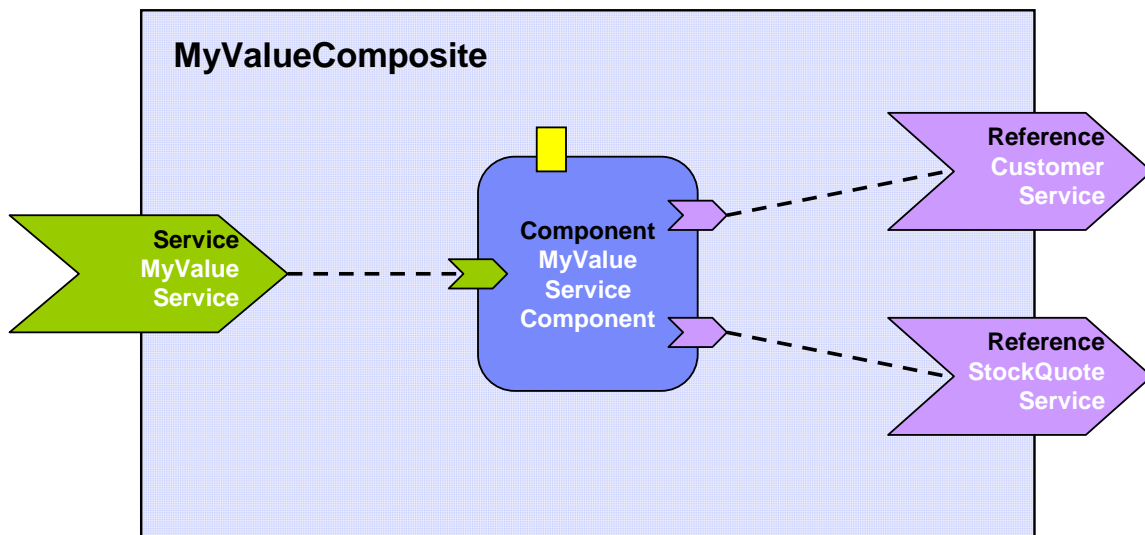 MyValueComposite
Service
MyValue
Service
Component
MyValue
Service
Component
Reference
Customer
Service
Reference
StockQuote
Service